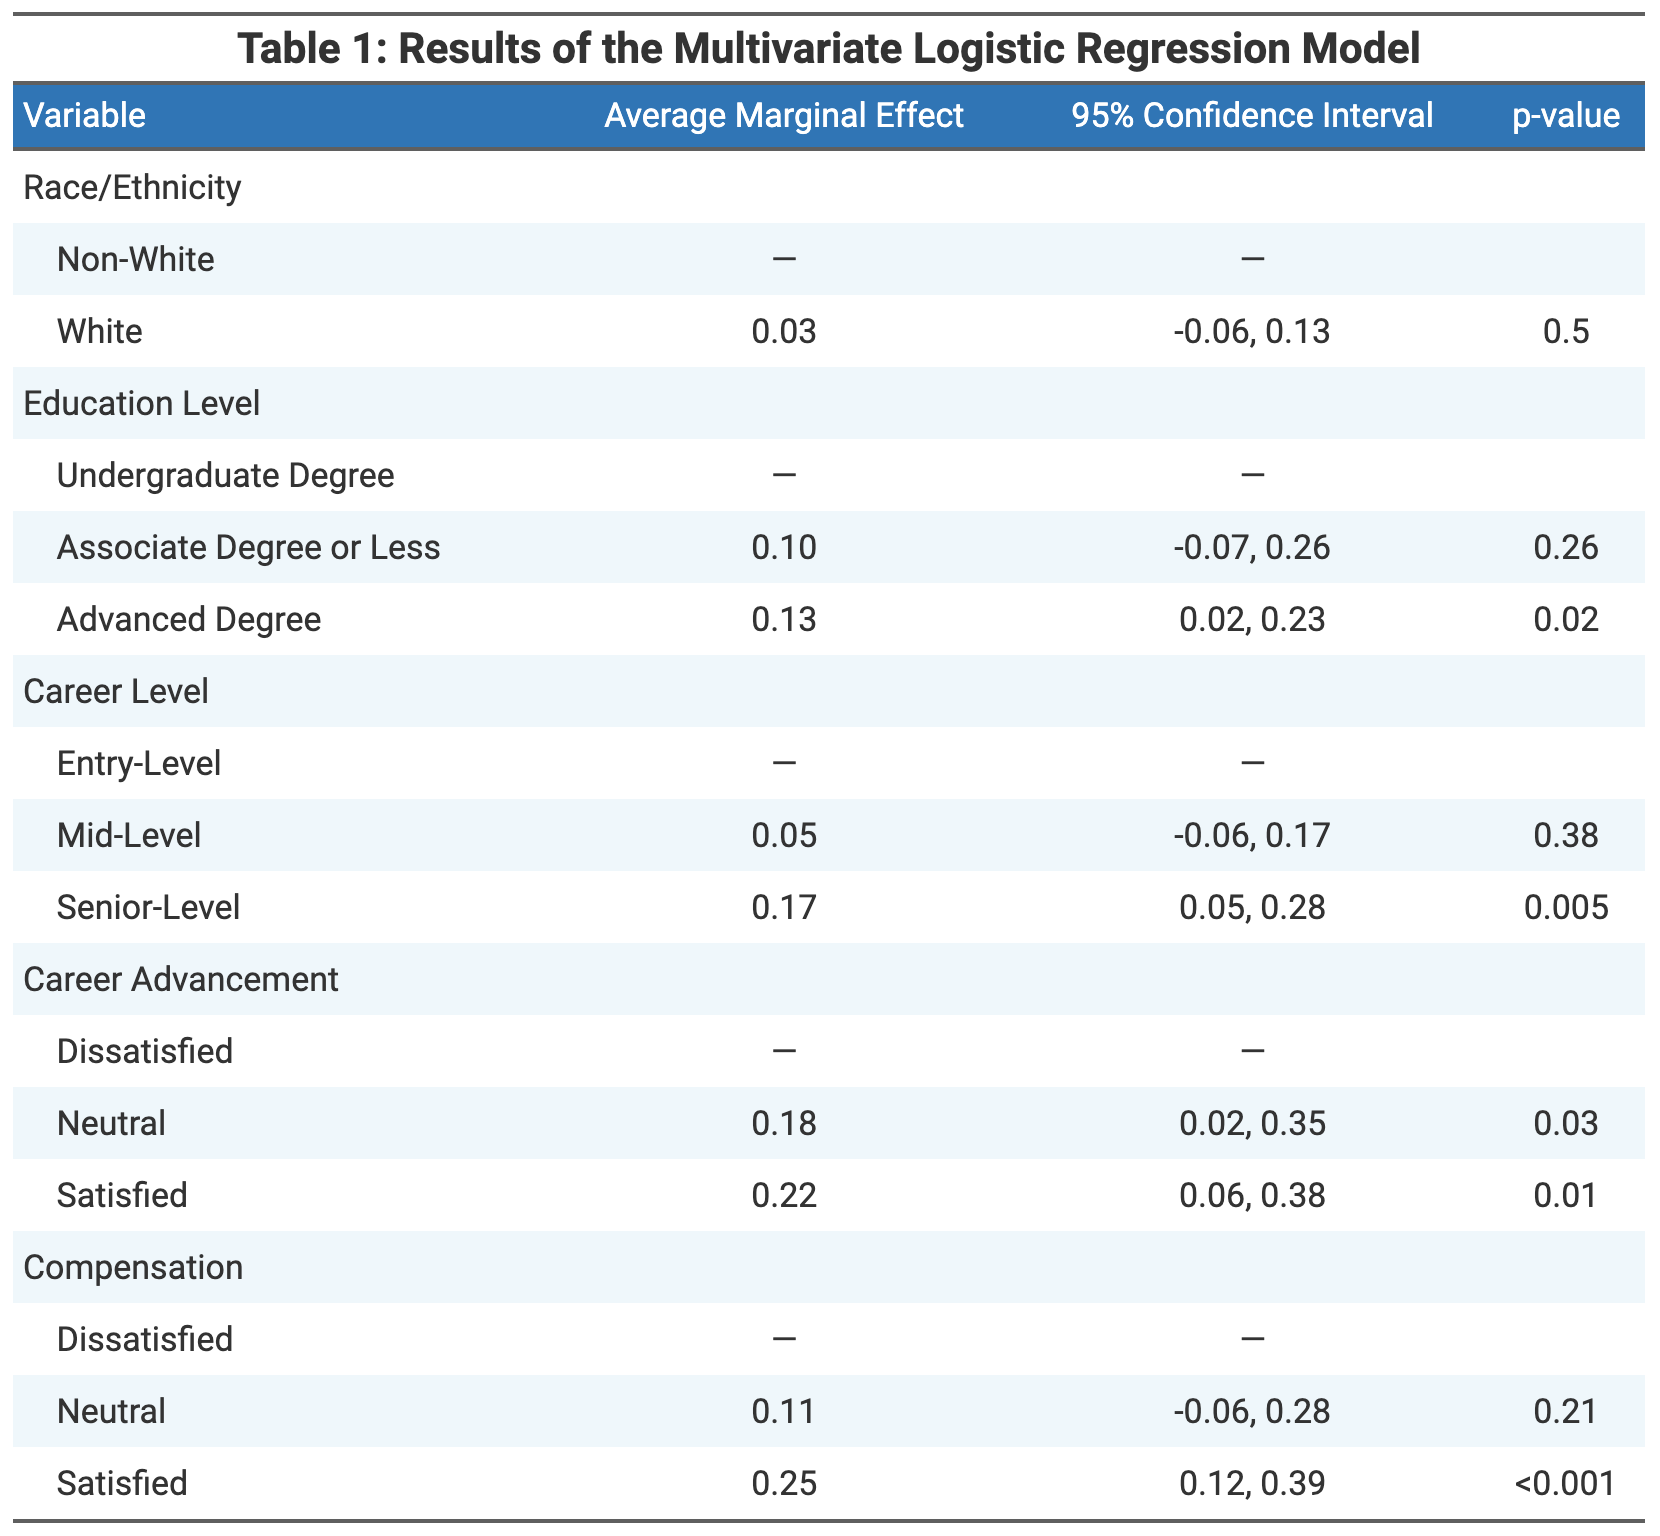 Table 1: Results of the Multivariate Logistic Regression Model
Variable Average Marginal Effect 95% Confidence Interval p-value
Race/Ethnicity
Non-White — —
White 0.03 -0.06, 0.13 0.5
Education Level
Undergraduate Degree — —
Associate Degree or Less 0.10 -0.07, 0.26 0.26
Advanced Degree 0.13 0.02, 0.23 0.02
Career Level
Entry-Level — —
Mid-Level 0.05 -0.06, 0.17 0.38
Senior-Level 0.17 0.05, 0.28 0.005
Career Advancement
Dissatisfied — —
Neutral 0.18 0.02, 0.35 0.03
Satisfied 0.22 0.06, 0.38 0.01
Compensation
Dissatisfied — —
Neutral 0.11 -0.06, 0.28 0.21
Satisfied 0.25 0.12, 0.39 <0.001